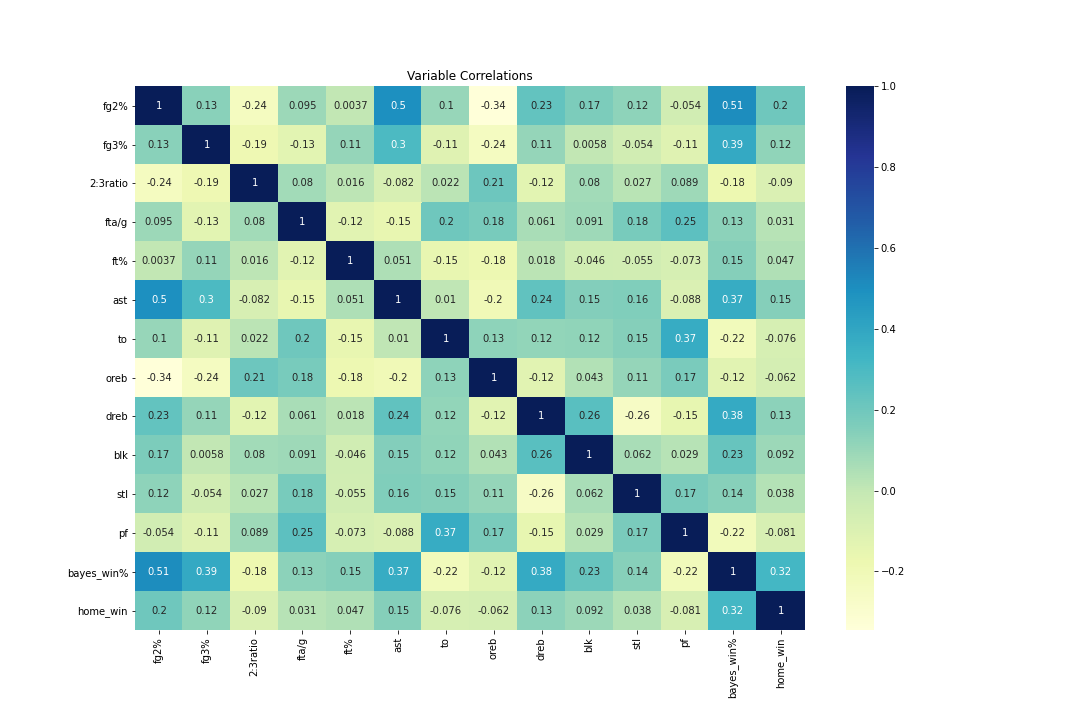 Variable Correlations
fg2% 1 0.13 -0.24 0.095 0.0037 0.5 0.1 -0.34 0.23 0.17 0.12 -0.054 0.51 0.2
fg3% 0.13 1 -0.19 -0.13 0.11 0.3 -0.11 -0.24 0.11 0.0058 -0.054 -0.11 0.39 0.12
2:3ratio -0.24 -0.19 1 0.08 0.016 -0.082 0.022 0.21 -0.12 0.08 0.027 0.089 -0.18 -0.09
fta/g 0.095 -0.13 0.08 1 -0.12 -0.15 0.2 0.18 0.061 0.091 0.18 0.25 0.13 0.031
ft% 0.0037 0.11 0.016 -0.12 1 0.051 -0.15 -0.18 0.018 -0.046 -0.055 -0.073 0.15 0.047
ast 0.5 0.3 -0.082 -0.15 0.051 1 0.01 -0.2 0.24 0.15 0.16 -0.088 0.37 0.15
to 0.1 -0.11 0.022 0.2 -0.15 0.01 1 0.13 0.12 0.12 0.15 0.37 -0.22 -0.076
oreb -0.34 -0.24 0.21 0.18 -0.18 -0.2 0.13 1 -0.12 0.043 0.11 0.17 -0.12 -0.062
dreb 0.23 0.11 -0.12 0.061 0.018 0.24 0.12 -0.12 1 0.26 -0.26 -0.15 0.38 0.13
blk 0.17 0.0058 0.08 0.091 -0.046 0.15 0.12 0.043 0.26 1 0.062 0.029 0.23 0.092
stl 0.12 -0.054 0.027 0.18 -0.055 0.16 0.15 0.11 -0.26 0.062 1 0.17 0.14 0.038
pf -0.054 -0.11 0.089 0.25 -0.073 -0.088 0.37 0.17 -0.15 0.029 0.17 1 -0.22 -0.081
bayes_win% 0.51 0.39 -0.18 0.13 0.15 0.37 -0.22 -0.12 0.38 0.23 0.14 -0.22 1 0.32
home_win 0.2 0.12 -0.09 0.031 0.047 0.15 -0.076 -0.062 0.13 0.092 0.038 -0.081 0.32 1
fg2% fg3% 2:3ratio fta/g ft% ast to oreb dreb blk stl pf bayes_win% home_win
1.0
0.8
0.6
0.4
0.2
0.0
−0.2